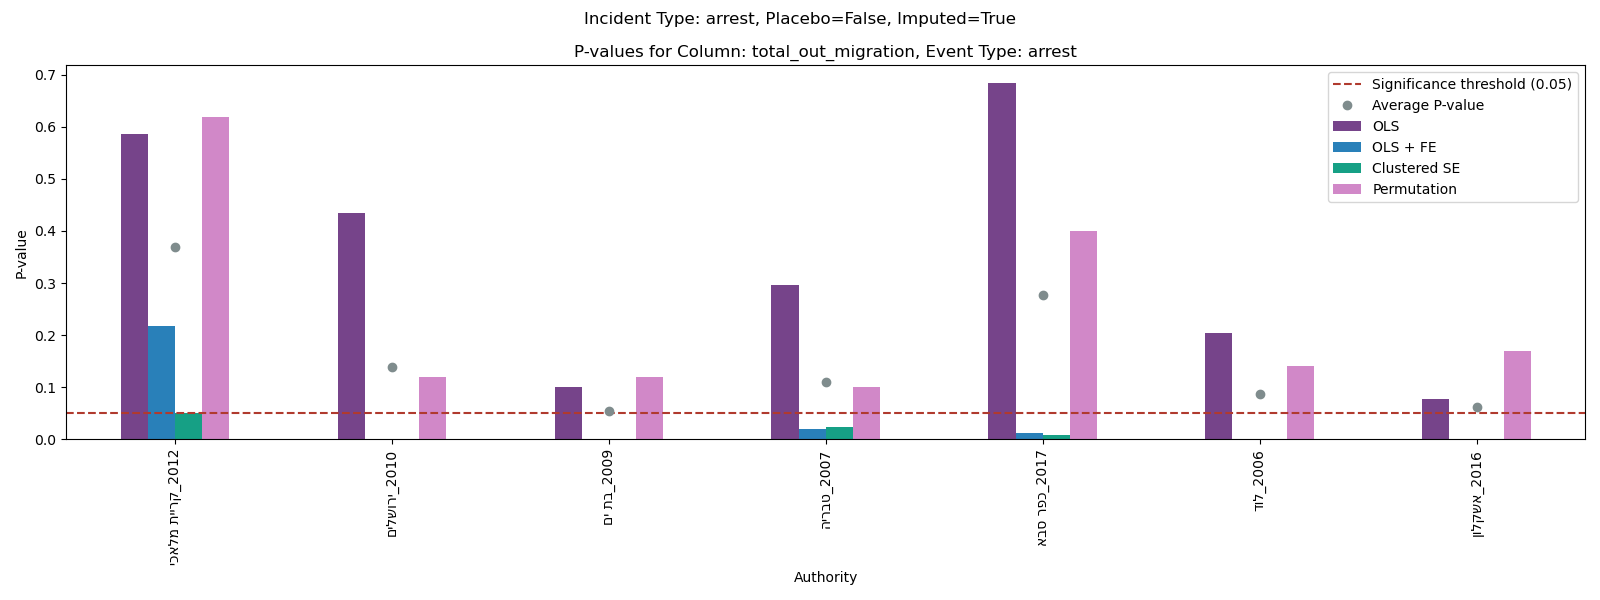 Incident Type: arrest, Placebo=False, Imputed=True
P-values for Column: total_out_migration, Event Type: arrest
P-value
0.7
0.6
0.5
0.4
0.3
0.2
0.1
0.0
Significance threshold (0.05)
Average P-value
OLS
OLS + FE
Clustered SE
Permutation
קריית מלאכי_2012
ירושלים_2010
בת ים_2009
טבריה_2007
כפר סבא_2017
לוד_2006
אשקלון_2016
Authority